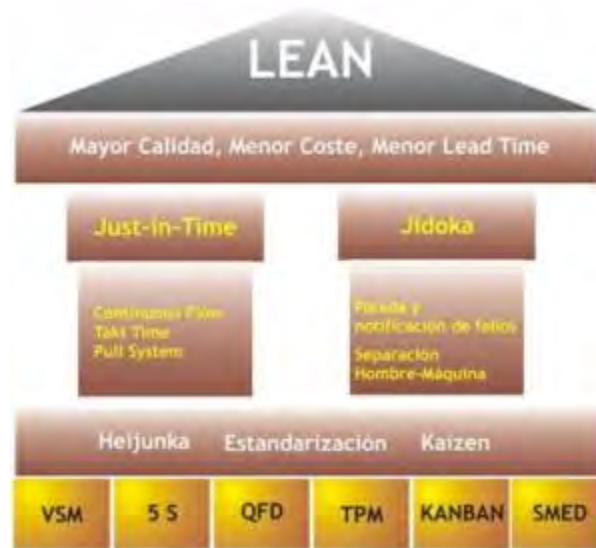 LEAN
Mayor Calidad, Menor Coste, Menor Lead Time
Just-in-Time
Jidoka
Continuous Flow
Takt Time
Pull System
Parada y
notificación de fallos
Separación
Hombre-Máquina
Heijunka Estandarización Kaizen
VSM 5 S QFD TPM KANBAN SMED